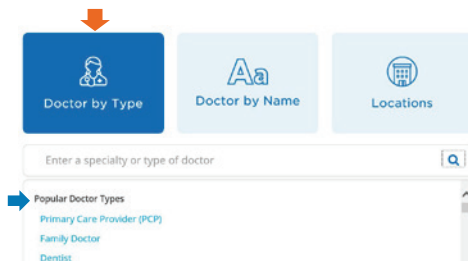 Doctor by Type
Aa
Doctor by Name
Locations
Enter a specialty or type of doctor
Popular Doctor Types
Primary Care Provider (PCP)
Family Doctor
Dentist